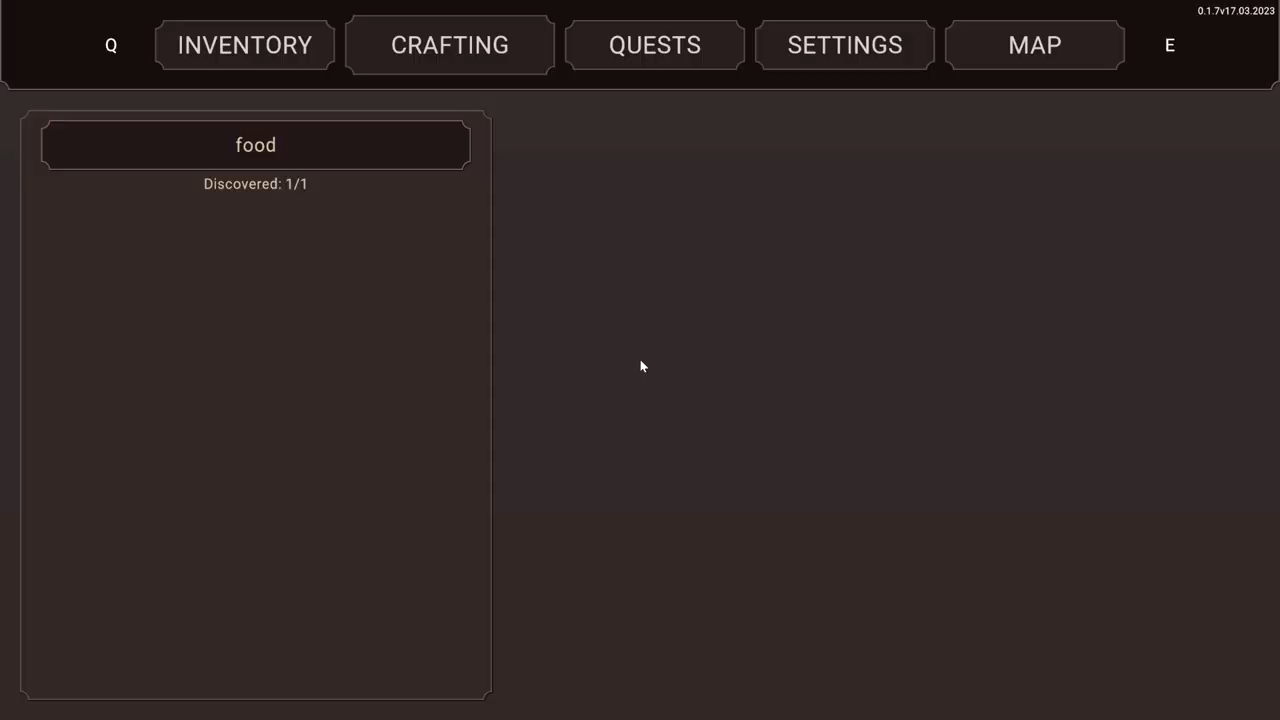 0.1.7v17.03.2023
Q INVENTORY CRAFTING QUESTS SETTINGS MAP E
food
Discovered: 1/1